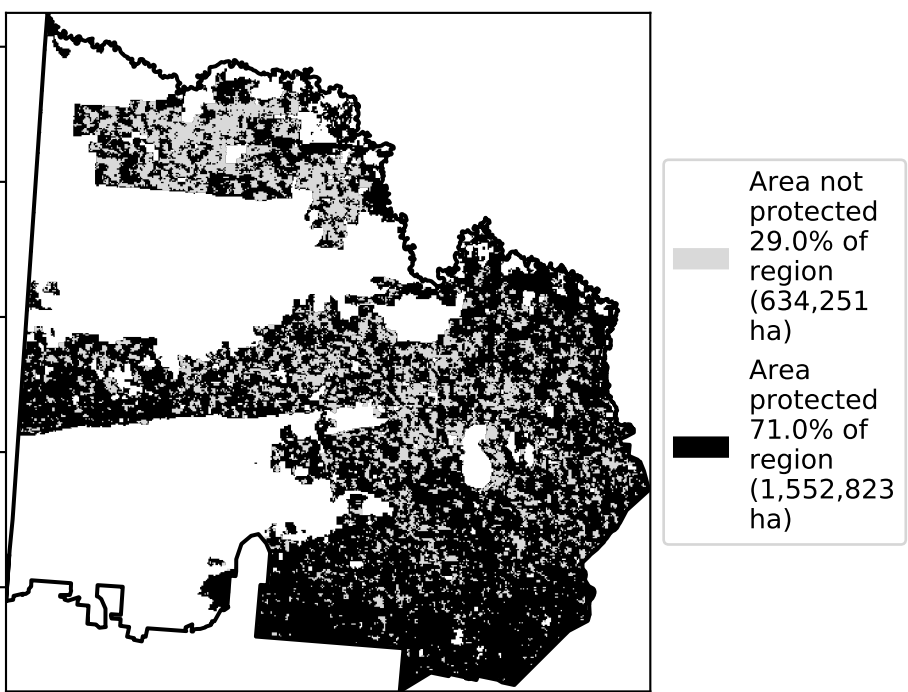 Area not
protected
29.0% of
region
(634,251
ha)
Area
protected
71.0% of
region
(1,552,823
ha)